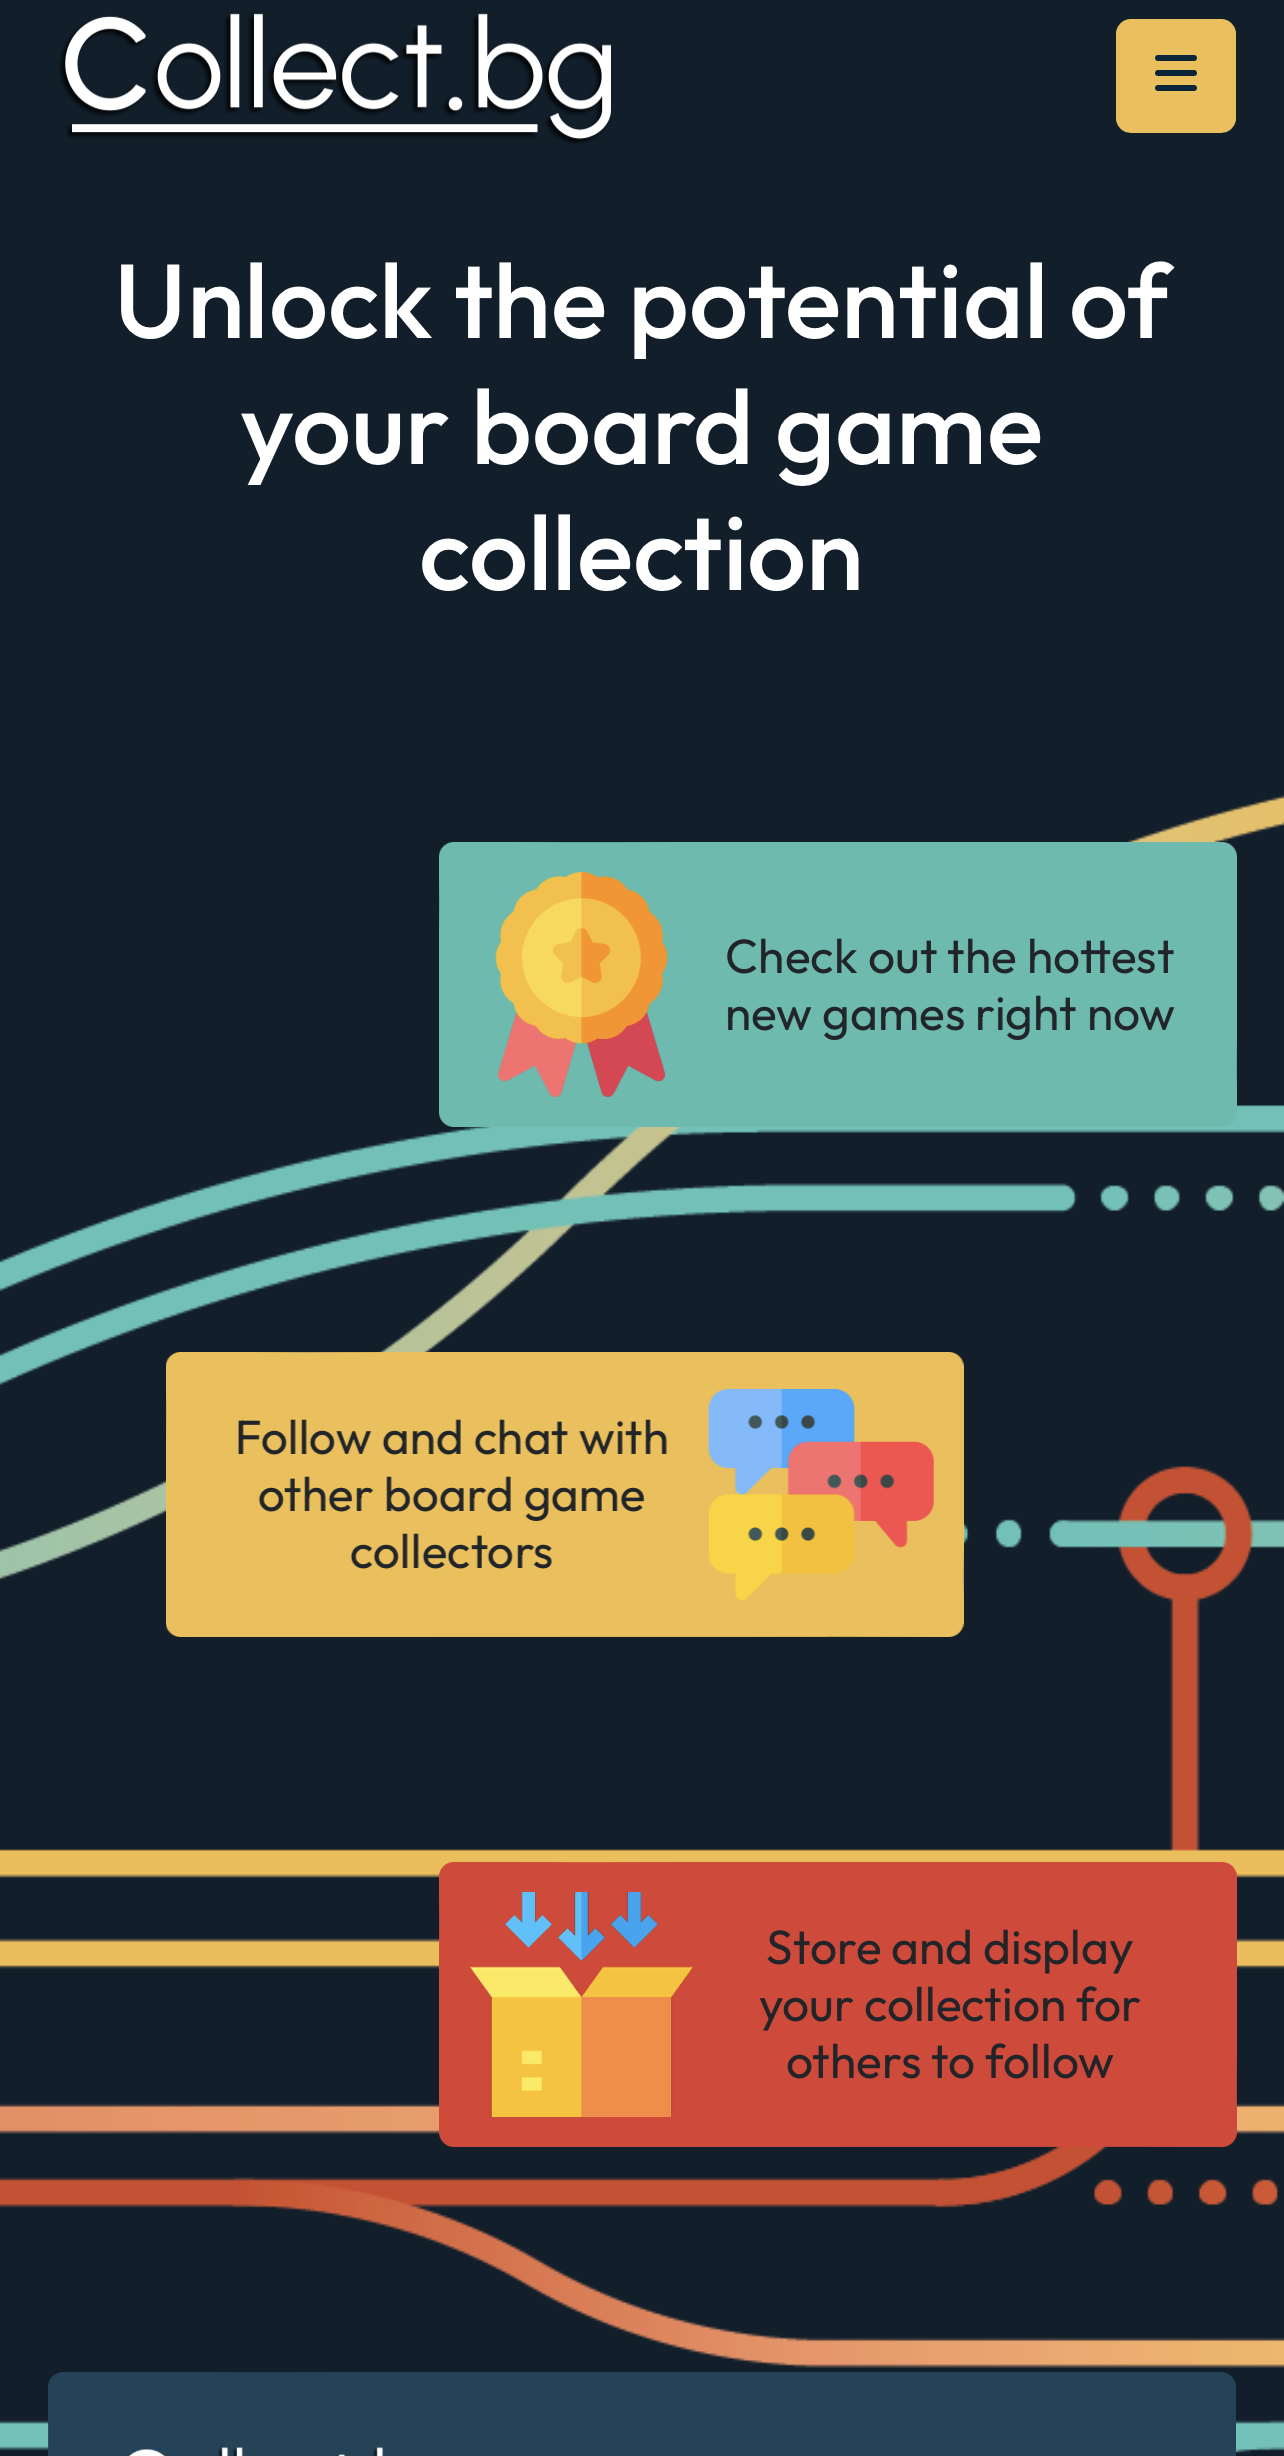 Collect.bg
Unlock the potential of
your board game
collection
Check out the hottest
new games right now
Follow and chat with
other board game
collectors
Store and display
your collection for
others to follow